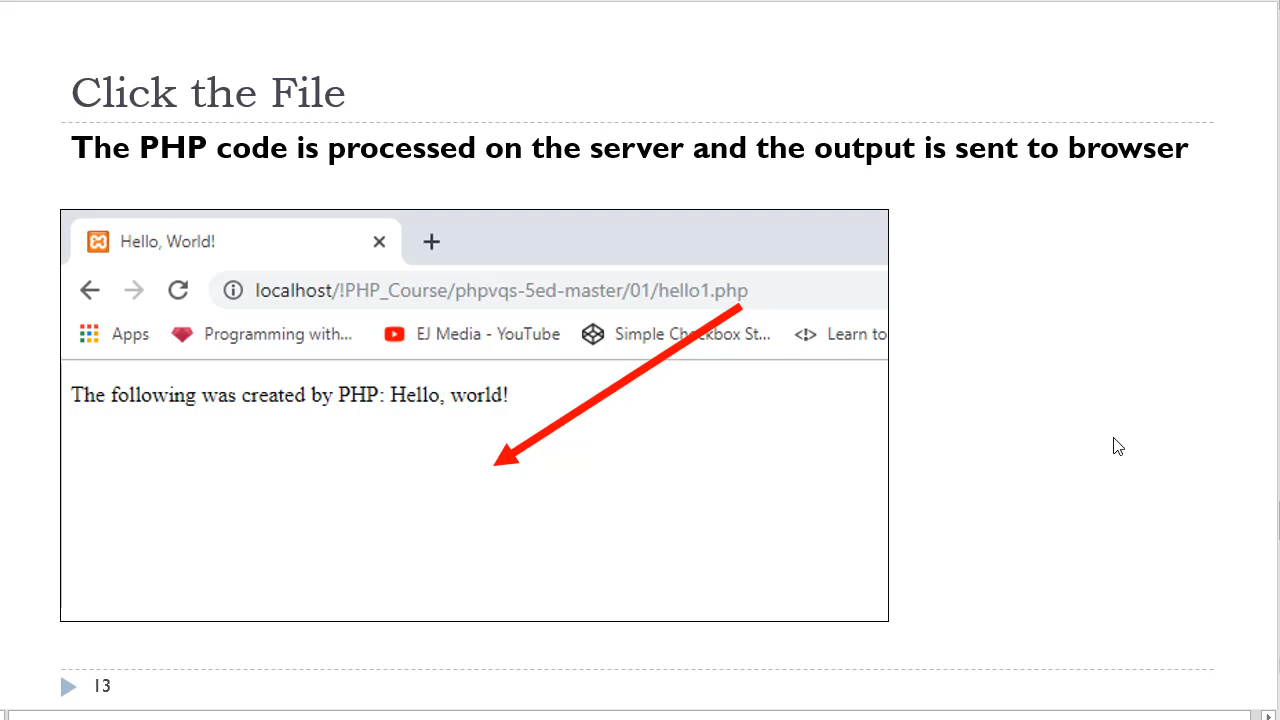 Click the File
The PHP code is processed on the server and the output is sent to browser
Hello, World!
localhost/!PHP_Course/phpvqs-5ed-master/01/hello1.php
Apps Programming with... EJ Media - YouTube Simple Checkbox St... Learn to
The following was created by PHP: Hello, world!
13